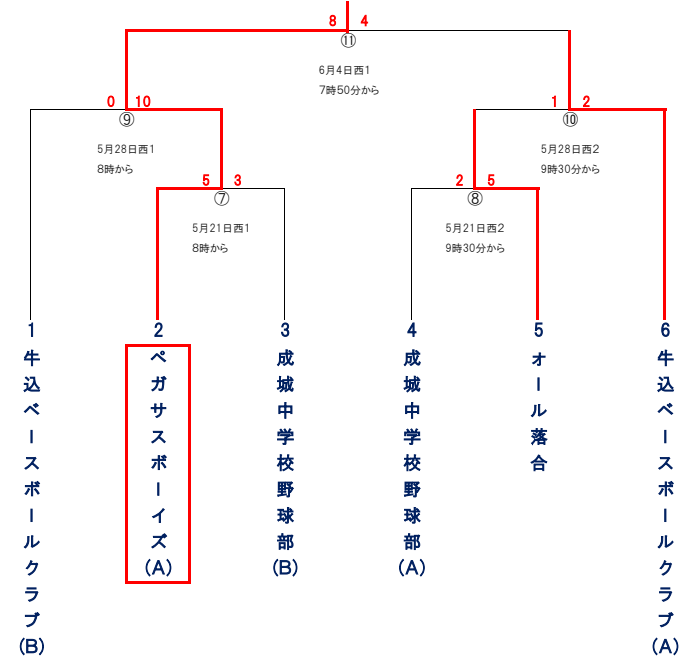 8 4
⑪
6月4日西1
7時50分から
0 10
⑨
5月28日西1
8時から
1 2
⑩
5月28日西2
9時30分から
5 3
⑦
5月21日西1
8時から
2 5
⑧
5月21日西2
9時30分から
1
牛込ベースボールクラブ(B)
2
ペガサスボーイズ(A)
3
成城中学校野球部(B)
4
成城中学校野球部(A)
5
オール落合
6
牛込ベースボールクラブ(A)